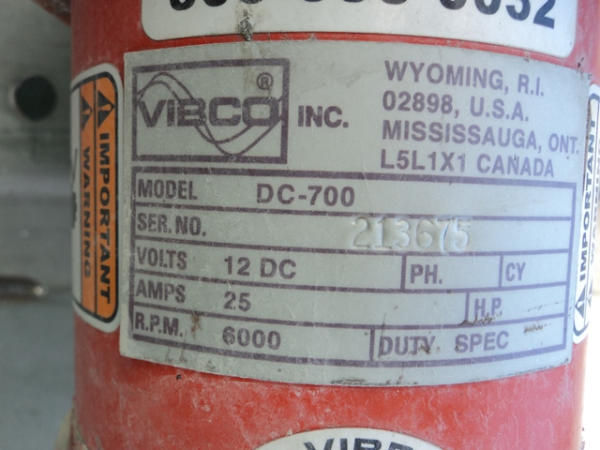 VIBCO® INC.
WYOMING, R.I.
02898, U.S.A.
MISSISSAUGA, ONT.
L5L1X1 CANADA
MODEL DC-700
SER. NO. 213675
VOLTS 12 DC PH. CY
AMPS 25 H.P.
R.P.M. 6000 DUTY SPEC
IMPORTANT
WARNING
IMPORTANT